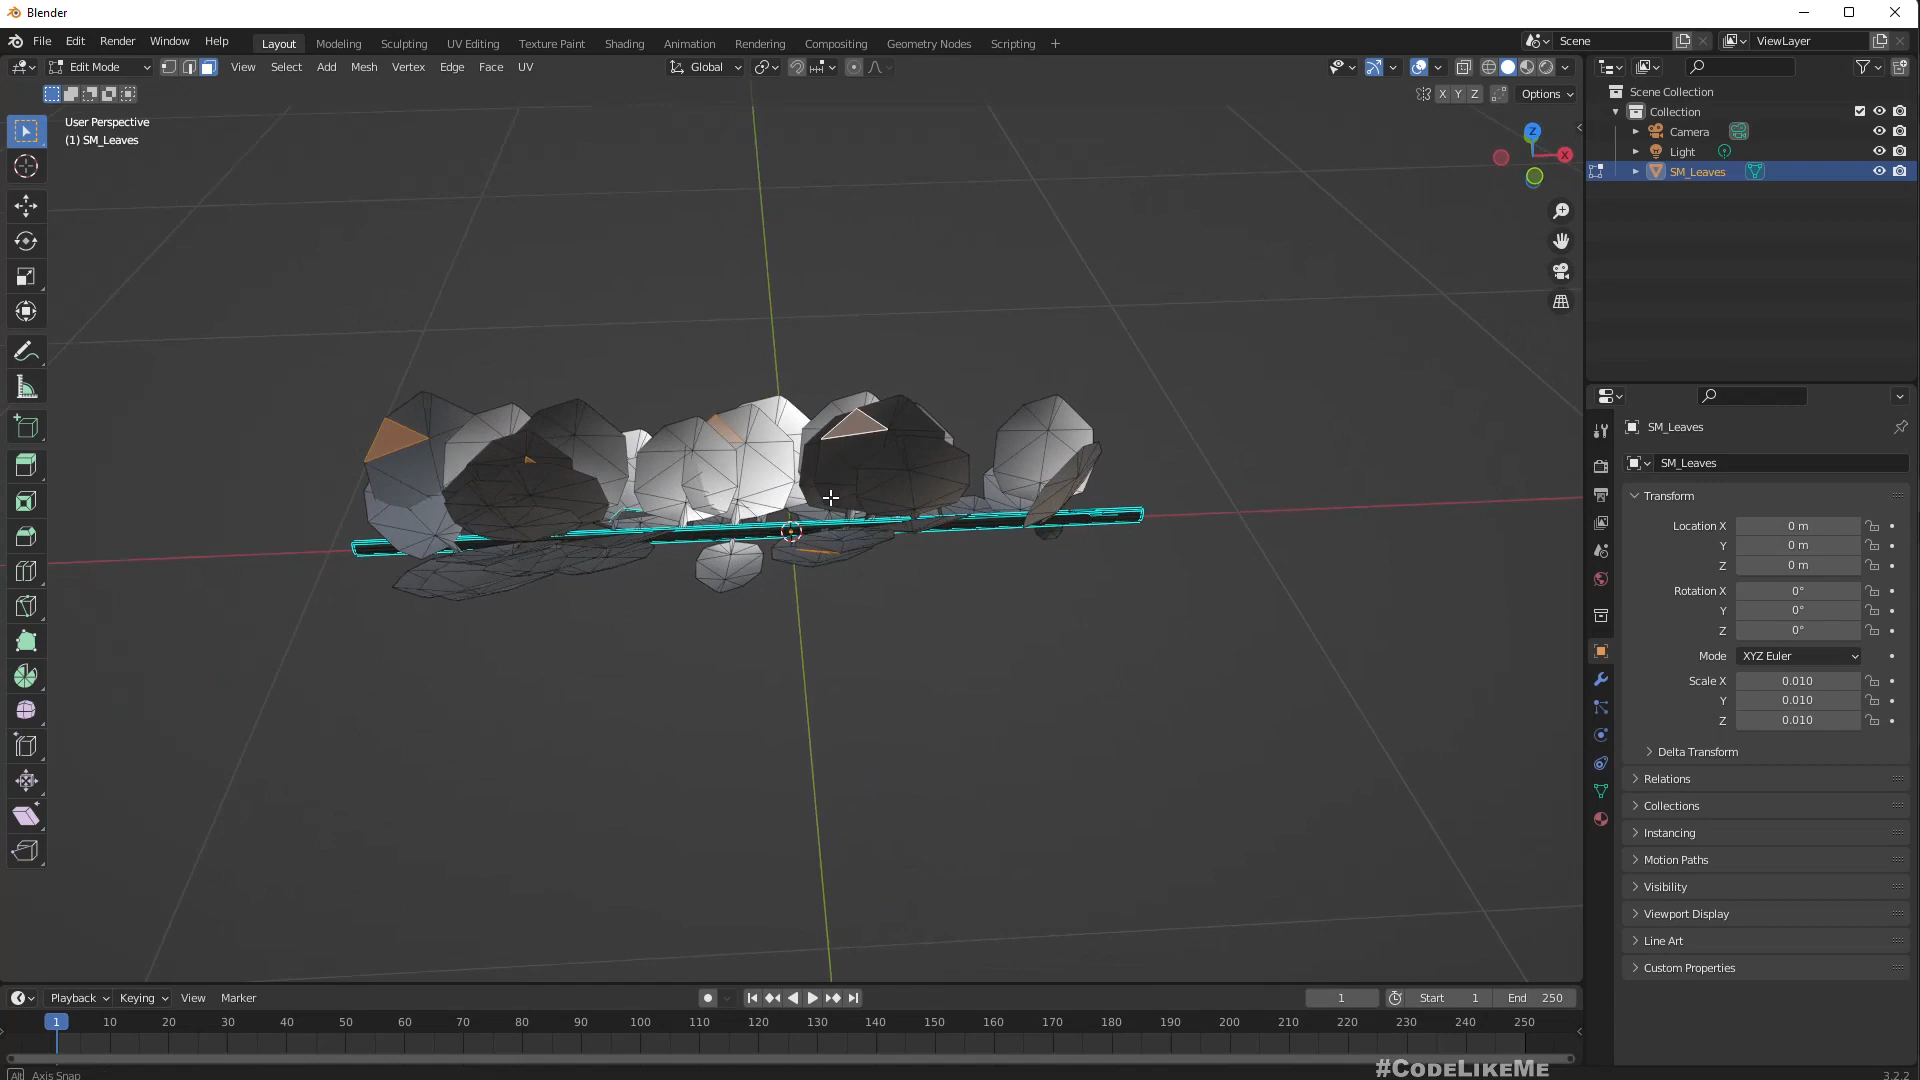 Blender
File Edit Render Window Help Layout Modeling Sculpting UV Editing Texture Paint Shading Animation Rendering Compositing Geometry Nodes Scripting + Scene ViewLayer
Edit Mode View Select Add Mesh Vertex Edge Face UV Global
X Y Z Options
User Perspective
(1) SM_Leaves
Z
X
Scene Collection
Collection
Camera
Light
SM_Leaves
SM_Leaves
SM_Leaves
Transform
Location X 0 m
Y 0 m
Z 0 m
Rotation X 0°
Y 0°
Z 0°
Mode XYZ Euler
Scale X 0.010
Y 0.010
Z 0.010
Delta Transform
Relations
Collections
Instancing
Motion Paths
Visibility
Viewport Display
Line Art
Custom Properties
Playback Keying View Marker 1 Start 1 End 250
1 10 20 30 40 50 60 70 80 90 100 110 120 130 140 150 160 170 180 190 200 210 220 230 240 250
Alt Axis Snap
#CodeLikeMe
3.2.2